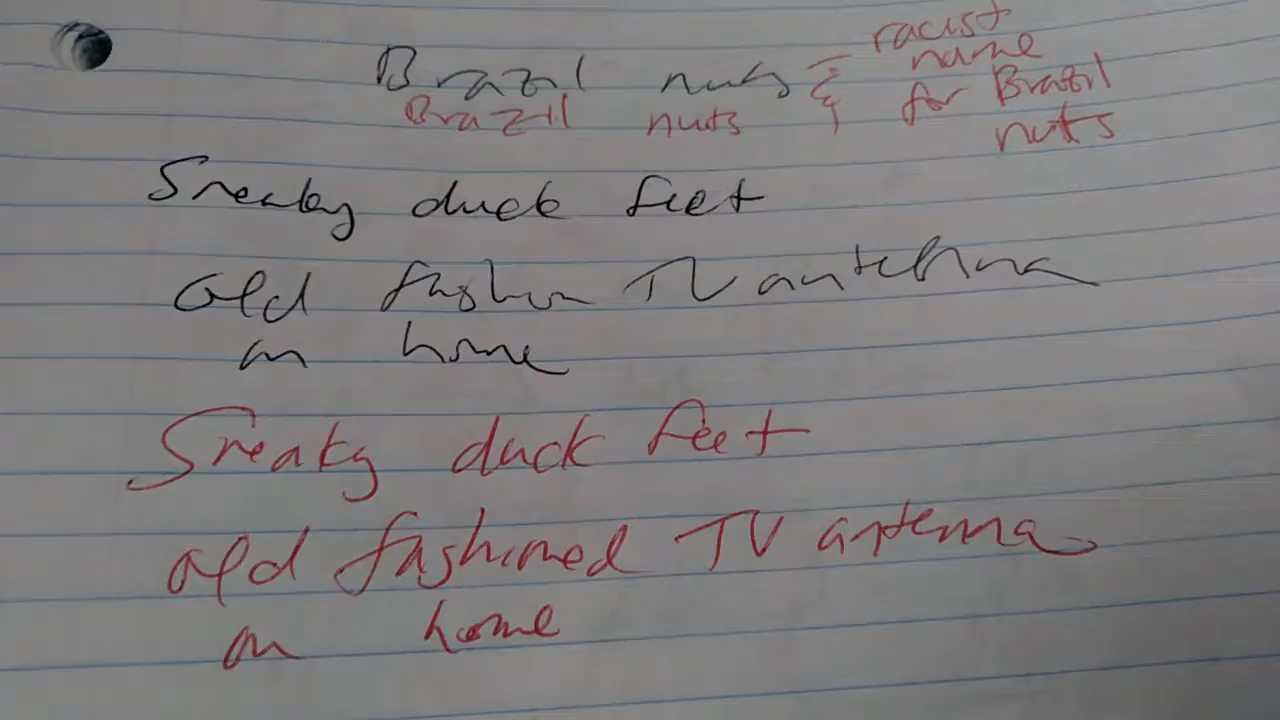 Brazil nuts &
racist
name
for Brazil
nuts
Brazil nuts
Sneaky duck feet
old fashion TV antenna
on home
Sneaky duck feet
old fashioned TV antenna
on home